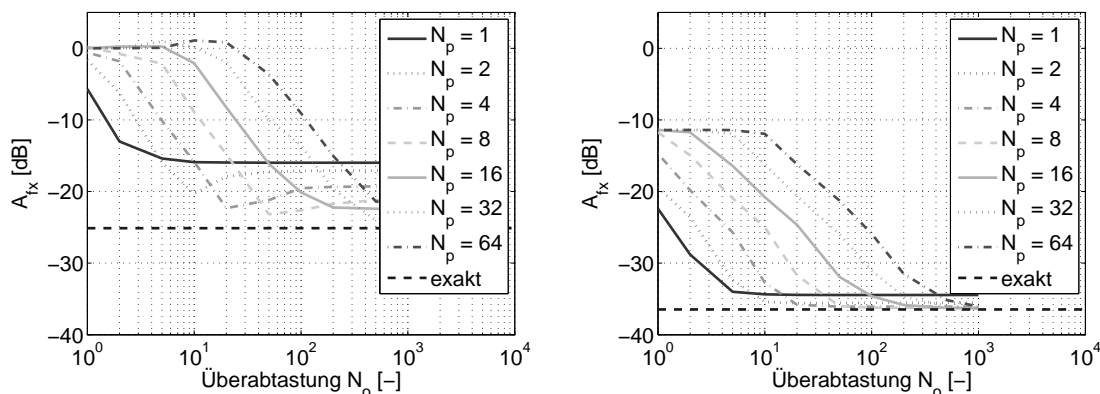 0
−10
−20
−30
−40
A_fx [dB]
10^0
10^1
10^2
10^3
10^4
Überabtastung N_o [−]
N_p = 1
N_p = 2
N_p = 4
N_p = 8
N_p = 16
N_p = 32
N_p = 64
exakt
0
−10
−20
−30
−40
A_fx [dB]
10^0
10^1
10^2
10^3
10^4
Überabtastung N_o [−]
N_p = 1
N_p = 2
N_p = 4
N_p = 8
N_p = 16
N_p = 32
N_p = 64
exakt